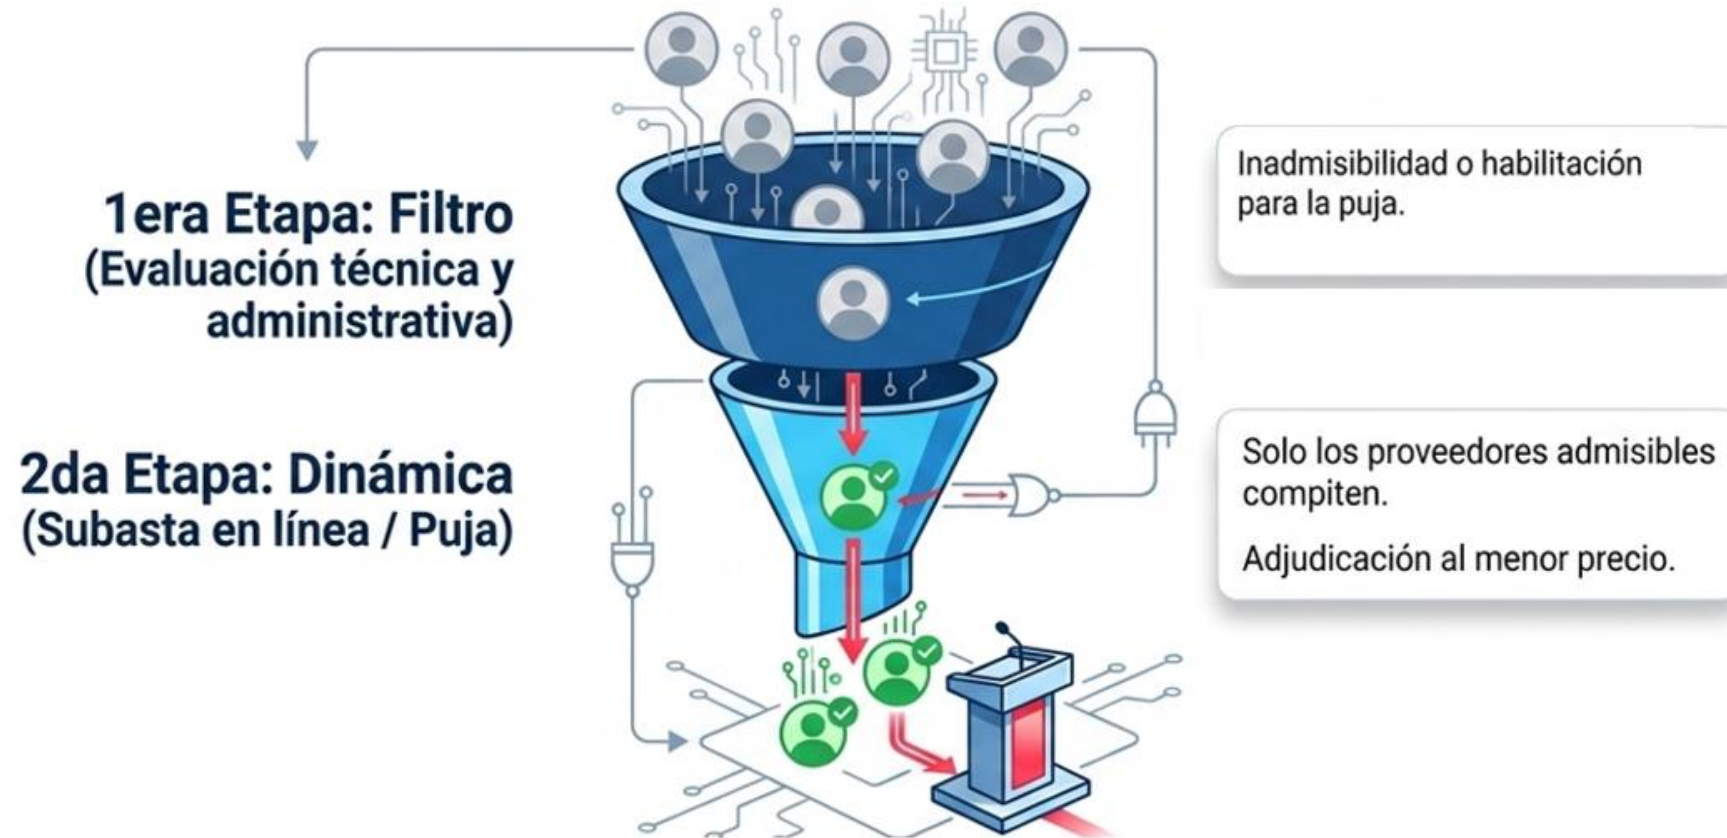 1era Etapa: Filtro
(Evaluación técnica y
administrativa)
Inadmisibilidad o habilitación
para la puja.
2da Etapa: Dinámica
(Subasta en línea / Puja)
Solo los proveedores admisibles
compiten.
Adjudicación al menor precio.